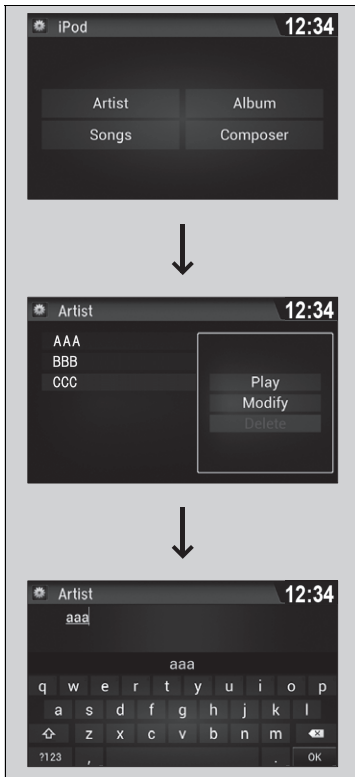 iPod 12:34
Artist Album
Songs Composer
Artist 12:34
AAA
BBB
CCC
Play
Modify
Delete
Artist 12:34
aaa
aaa
q w e r t y u i o p
a s d f g h j k l
z x c v b n m
?123 , . OK